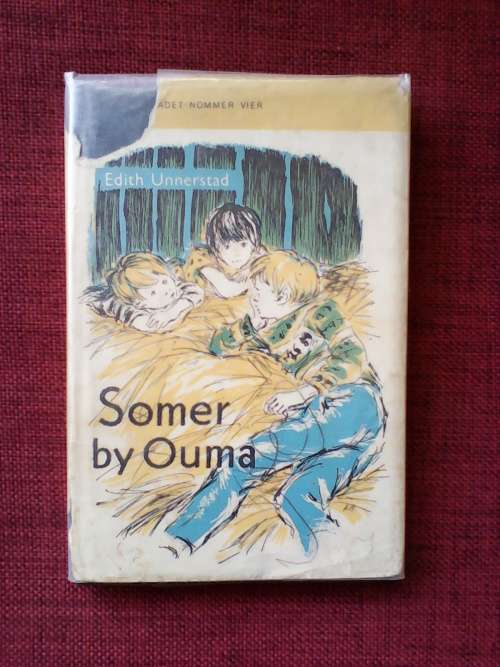 NOMMER VIER
Edith Unnerstad
Somer
by Ouma